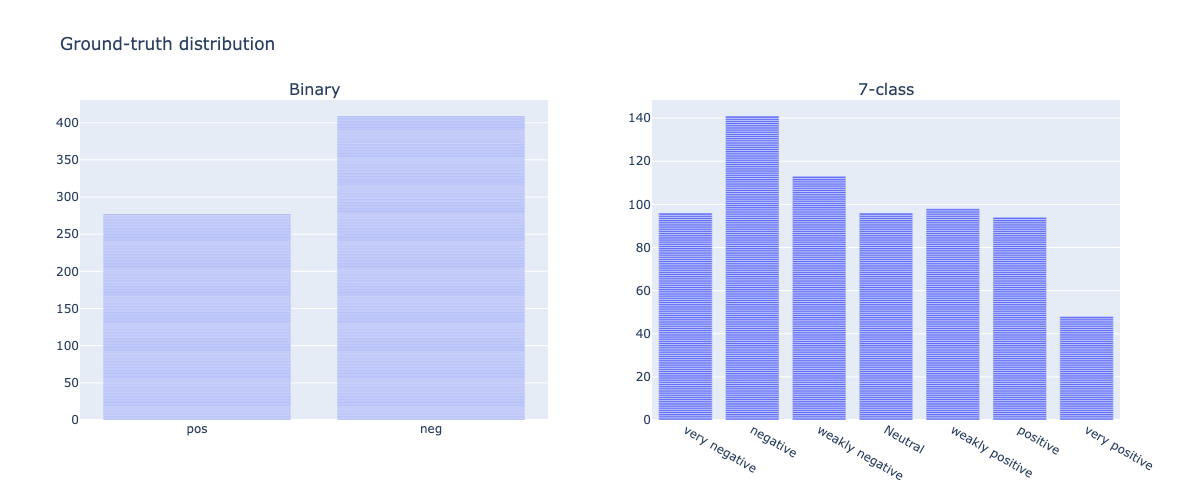 Ground-truth distribution
Binary
400
350
300
250
200
150
100
50
0
pos
neg
7-class
140
120
100
80
60
40
20
0
very negative
negative
weakly negative
Neutral
weakly positive
positive
very positive